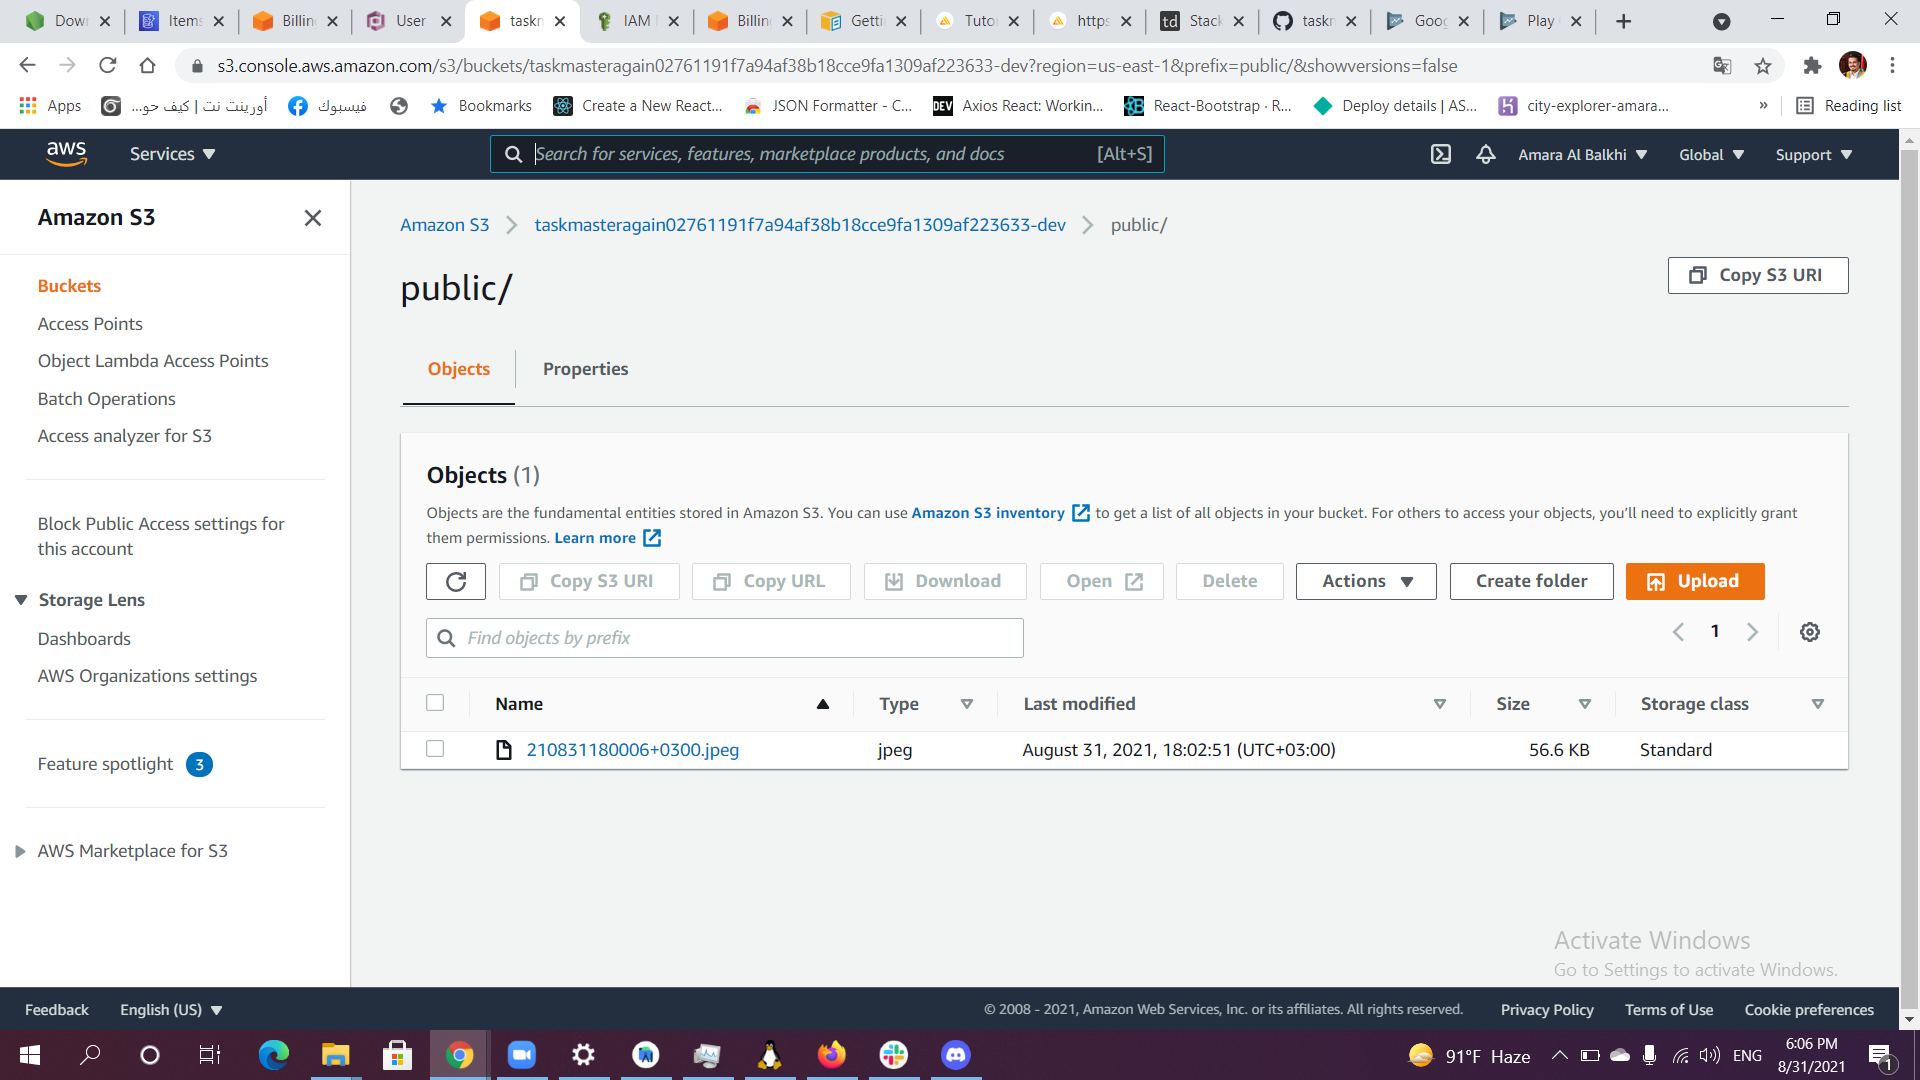 Dow
Items
Billin
User
taskm
IAM
Billin
Getti
Tuto
https
td
Stack
taskm
Goo
Play
s3.console.aws.amazon.com/s3/buckets/taskmasteragain02761191f7a94af38b18cce9fa1309af223633-dev?region=us-east-1&prefix=public/&showversions=false
Apps
أورينت نت | كيف حو...
فيسبوك
Bookmarks
Create a New React...
JSON Formatter - C...
DEV
Axios React: Workin...
React-Bootstrap · R...
Deploy details | AS...
city-explorer-amara...
»
Reading list
aws
Services
Search for services, features, marketplace products, and docs
[Alt+S]
Amara Al Balkhi
Global
Support
Amazon S3
Buckets
Access Points
Object Lambda Access Points
Batch Operations
Access analyzer for S3
Block Public Access settings for
this account
Storage Lens
Dashboards
AWS Organizations settings
Feature spotlight 3
AWS Marketplace for S3
Amazon S3
taskmasteragain02761191f7a94af38b18cce9fa1309af223633-dev
public/
public/
Copy S3 URI
Objects
Properties
Objects (1)
Objects are the fundamental entities stored in Amazon S3. You can use Amazon S3 inventory to get a list of all objects in your bucket. For others to access your objects, you'll need to explicitly grant
them permissions. Learn more
Copy S3 URI
Copy URL
Download
Open
Delete
Actions
Create folder
Upload
Find objects by prefix
1
Name
Type
Last modified
Size
Storage class
210831180006+0300.jpeg
jpeg
August 31, 2021, 18:02:51 (UTC+03:00)
56.6 KB
Standard
Activate Windows
Go to Settings to activate Windows.
Feedback
English (US)
© 2008 - 2021, Amazon Web Services, Inc. or its affiliates. All rights reserved.
Privacy Policy
Terms of Use
Cookie preferences
91°F Haze
ENG
6:06 PM
8/31/2021
1